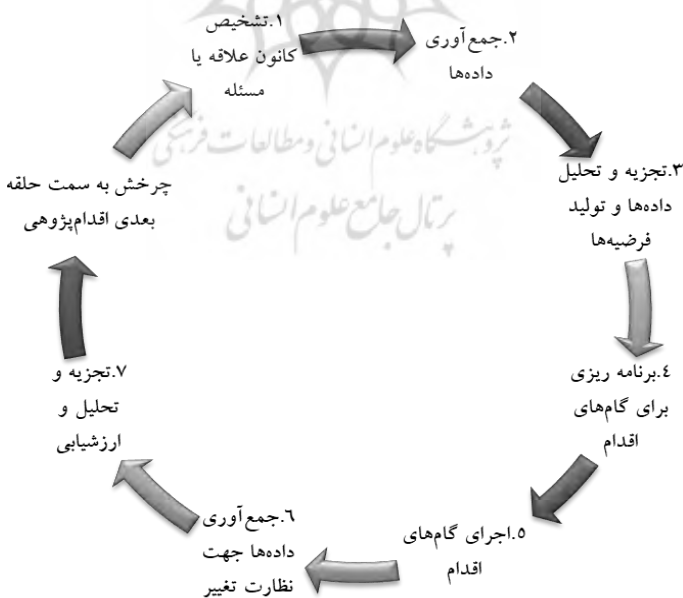 ۱.تشخیص
کانون علاقه یا
مسئله
۲.جمع‌آوری
داده‌ها
۳.تجزیه و تحلیل
داده‌ها و تولید
فرضیه‌ها
٤.برنامه ریزی
برای گام‌های
اقدام
٥.اجرای گام‌های
اقدام
٦.جمع‌آوری
داده‌ها جهت
نظارت تغییر
۷.تجزیه و
تحلیل و
ارزشیابی
چرخش به سمت حلقه
بعدی اقدام‌پژوهی
پژوهشگاه علوم انسانی و مطالعات فرهنگی
پرتال جامع علوم انسانی